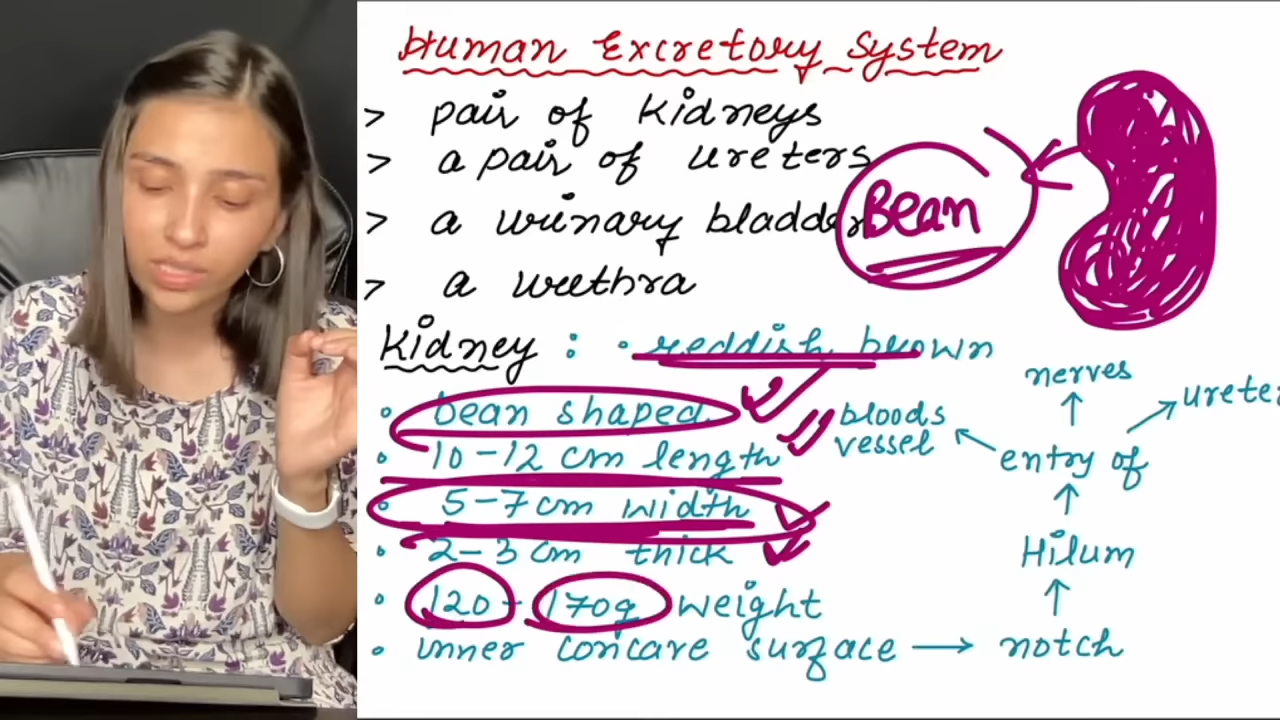 Human Excretory System
> pair of kidneys
> a pair of ureters
> a urinary bladder
Bean
> a urethra
Kidney : • reddish brown
• bean shaped
• 10-12 cm length
• 5-7 cm width
• 2-3 cm thick
• 120-170g weight
• inner concave surface → notch
↑
Hilum
↑
entry of
bloods vessel
nerves
ureter